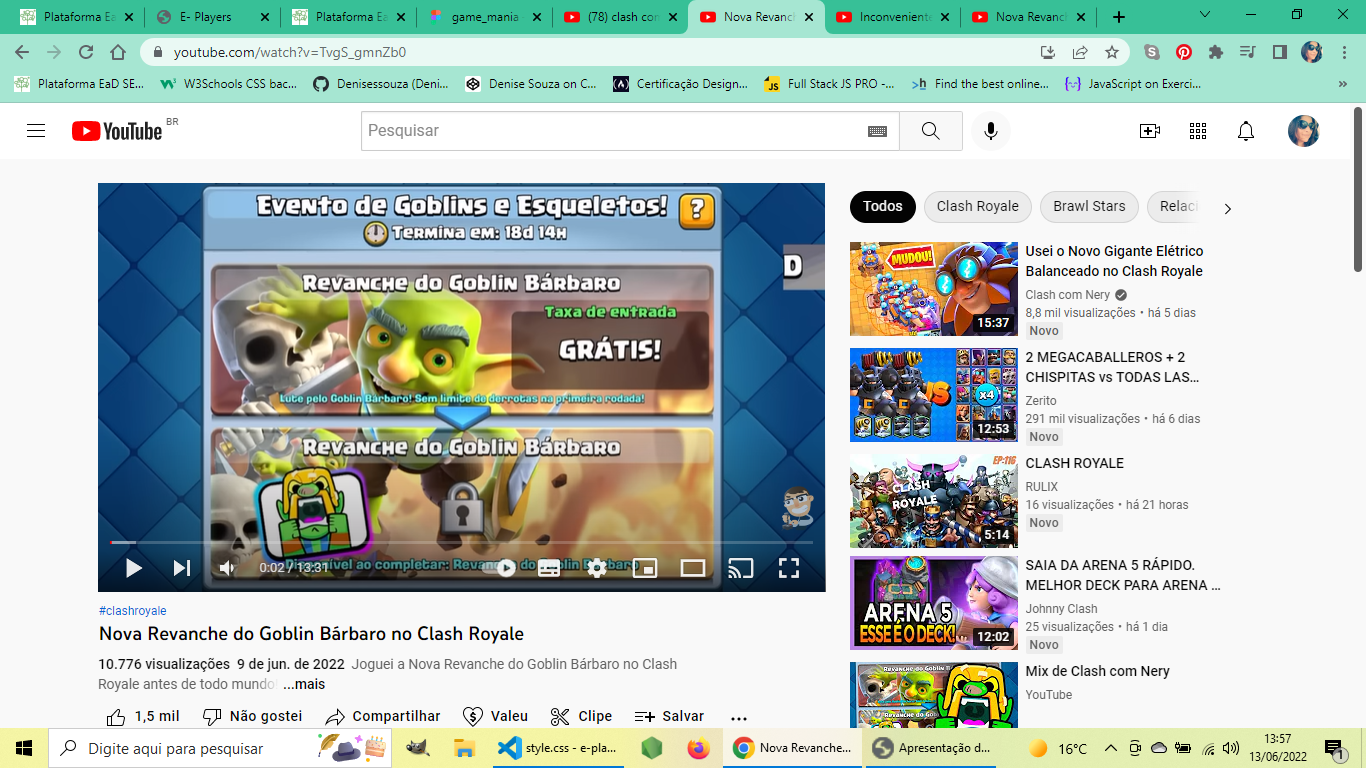 Plataforma Ea
E- Players
Plataforma Ea
game_mania
(78) clash con
Nova Revanch
Inconveniente
Nova Revanch
youtube.com/watch?v=TvgS_gmnZb0
Plataforma EaD SE...
W3Schools CSS bac...
Denisessouza (Deni...
Denise Souza on C...
Certificação Design...
Full Stack JS PRO -...
Find the best online...
JavaScript on Exerci...
YouTube BR
Pesquisar
Evento de Goblins e Esqueletos! ?
Termina em: 18d 14h
D
Revanche do Goblin Bárbaro
Taxa de entrada
GRÁTIS!
Lute pelo Goblin Bárbaro! Sem limite de derrotas na primeira rodada!
Revanche do Goblin Bárbaro
ao completar: Revanche do Goblin Bárbaro
0:02 / 13:31
#clashroyale
Nova Revanche do Goblin Bárbaro no Clash Royale
10.776 visualizações 9 de jun. de 2022 Joguei a Nova Revanche do Goblin Bárbaro no Clash
Royale antes de todo mundo! ...mais
1,5 mil Não gostei Compartilhar Valeu Clipe Salvar
Todos Clash Royale Brawl Stars Relaci
MUDOU!
15:37
Usei o Novo Gigante Elétrico
Balanceado no Clash Royale
Clash com Nery
8,8 mil visualizações • há 5 dias
Novo
x4
12:53
2 MEGACABALLEROS + 2
CHISPITAS vs TODAS LAS...
Zerito
291 mil visualizações • há 6 dias
Novo
EP:116
CLASH
ROYALE
5:14
CLASH ROYALE
RULIX
16 visualizações • há 21 horas
Novo
ARENA 5
ESSE É O DECK!
12:02
SAIA DA ARENA 5 RÁPIDO.
MELHOR DECK PARA ARENA ...
Johnny Clash
25 visualizações • há 1 dia
Novo
Mix de Clash com Nery
YouTube
Digite aqui para pesquisar
style.css - e-pla...
Nova Revanche...
Apresentação d...
16°C
13:57
13/06/2022
1